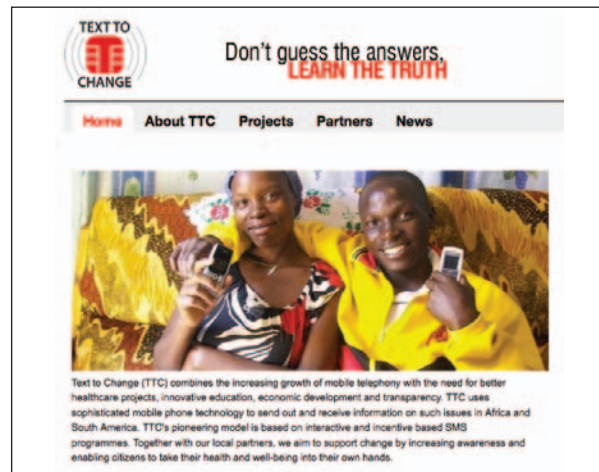 TEXT TO
CHANGE
Don't guess the answers,
LEARN THE TRUTH
Home About TTC Projects Partners News
Text to Change (TTC) combines the increasing growth of mobile telephony with the need for better
healthcare projects, innovative education, economic development and transparency. TTC uses
sophisticated mobile phone technology to send out and receive information on such issues in Africa and
South America. TTC's pioneering model is based on interactive and incentive based SMS
programmes. Together with our local partners, we aim to support change by increasing awareness and
enabling citizens to take their health and well-being into their own hands.